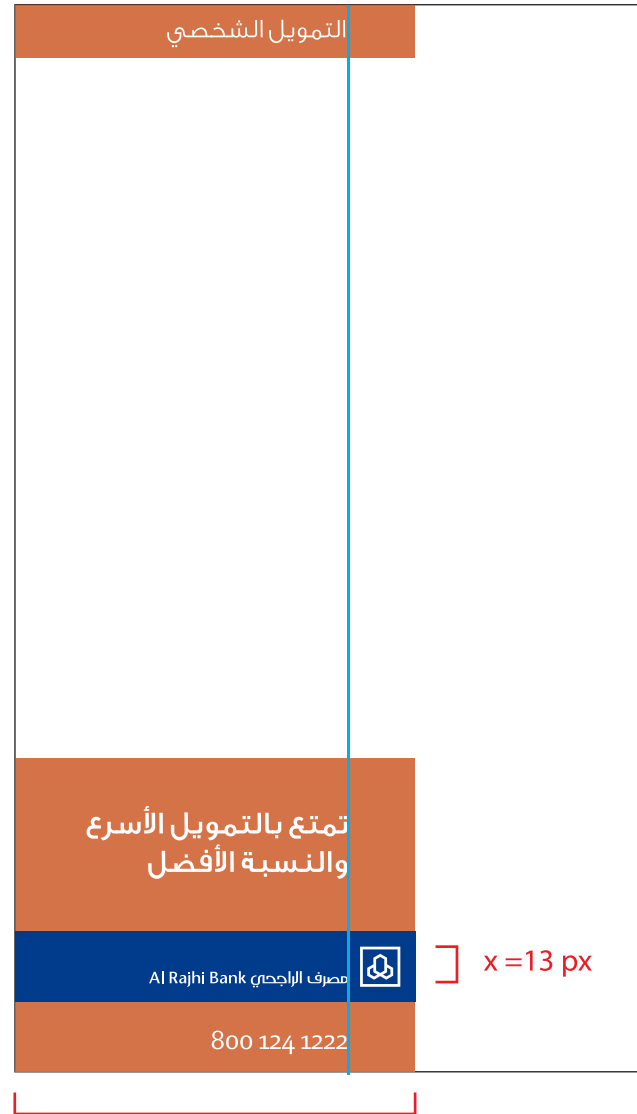 التمويل الشخصي
تمتع بالتمويل الأسرع
والنسبة الأفضل
مصرف الراجحي Al Rajhi Bank
x =13 px
800 124 1222